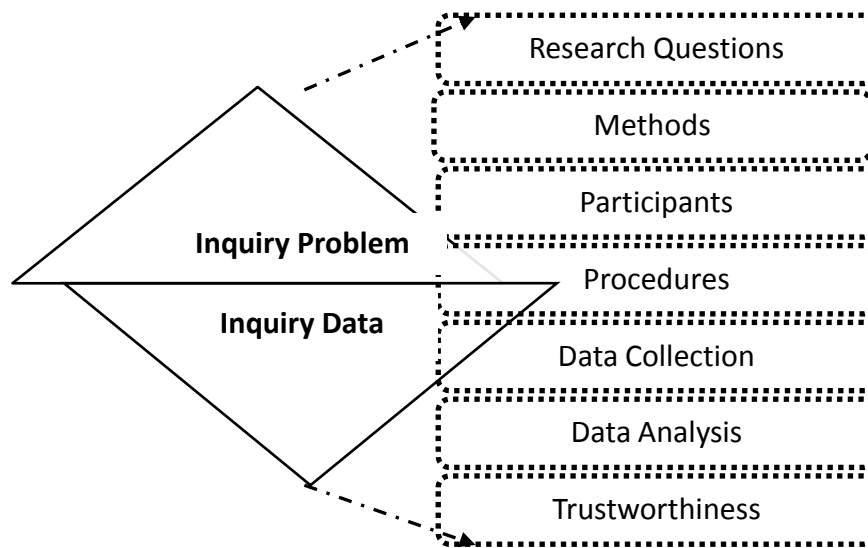 Research Questions
Methods
Participants
Inquiry Problem
Procedures
Inquiry Data
Data Collection
Data Analysis
Trustworthiness